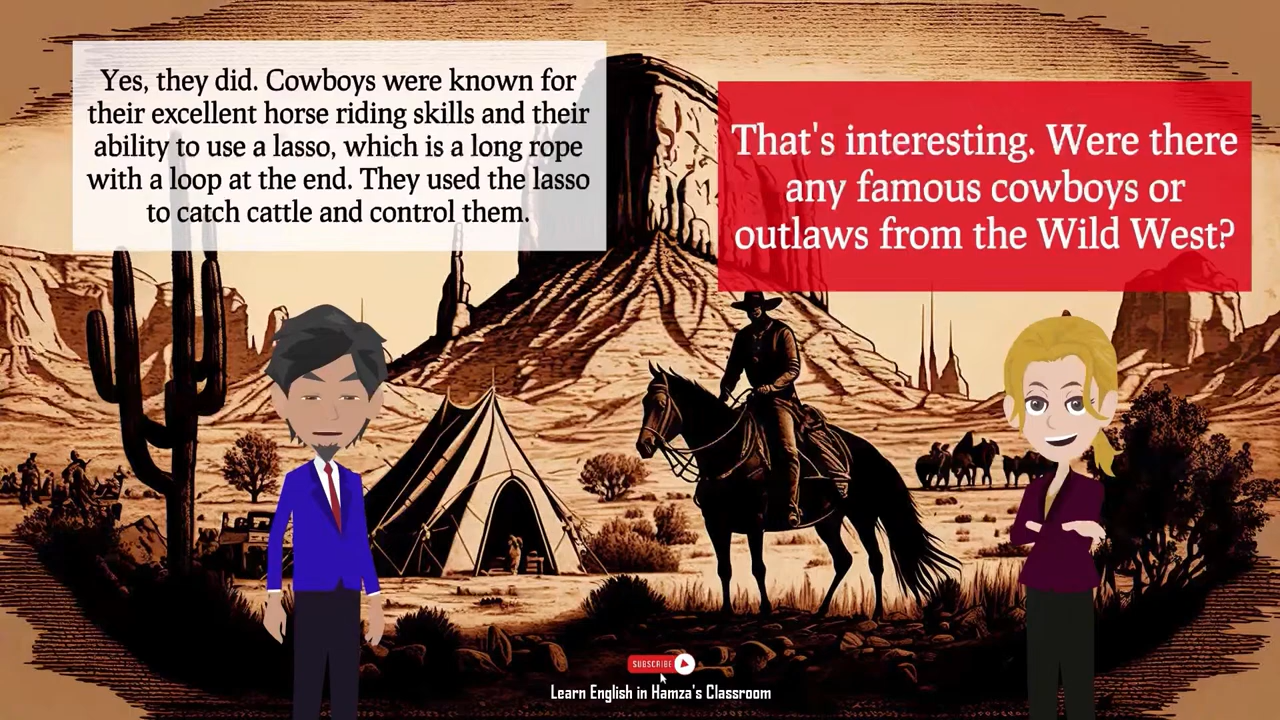 Yes, they did. Cowboys were known for
their excellent horse riding skills and their
ability to use a lasso, which is a long rope
with a loop at the end. They used the lasso
to catch cattle and control them.
That's interesting. Were there
any famous cowboys or
outlaws from the Wild West?
SUBSCRIBE
Learn English in Hamza's Classroom